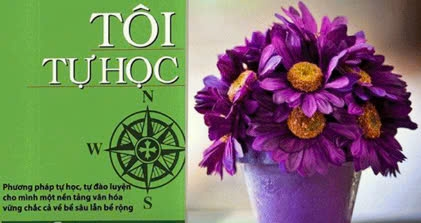 TÔI
TỰ HỌC
N
W
S
Phương pháp tự học, tự đào luyện
cho mình một nền tảng văn hóa
vững chắc cả về bề sâu lẫn bề rộng